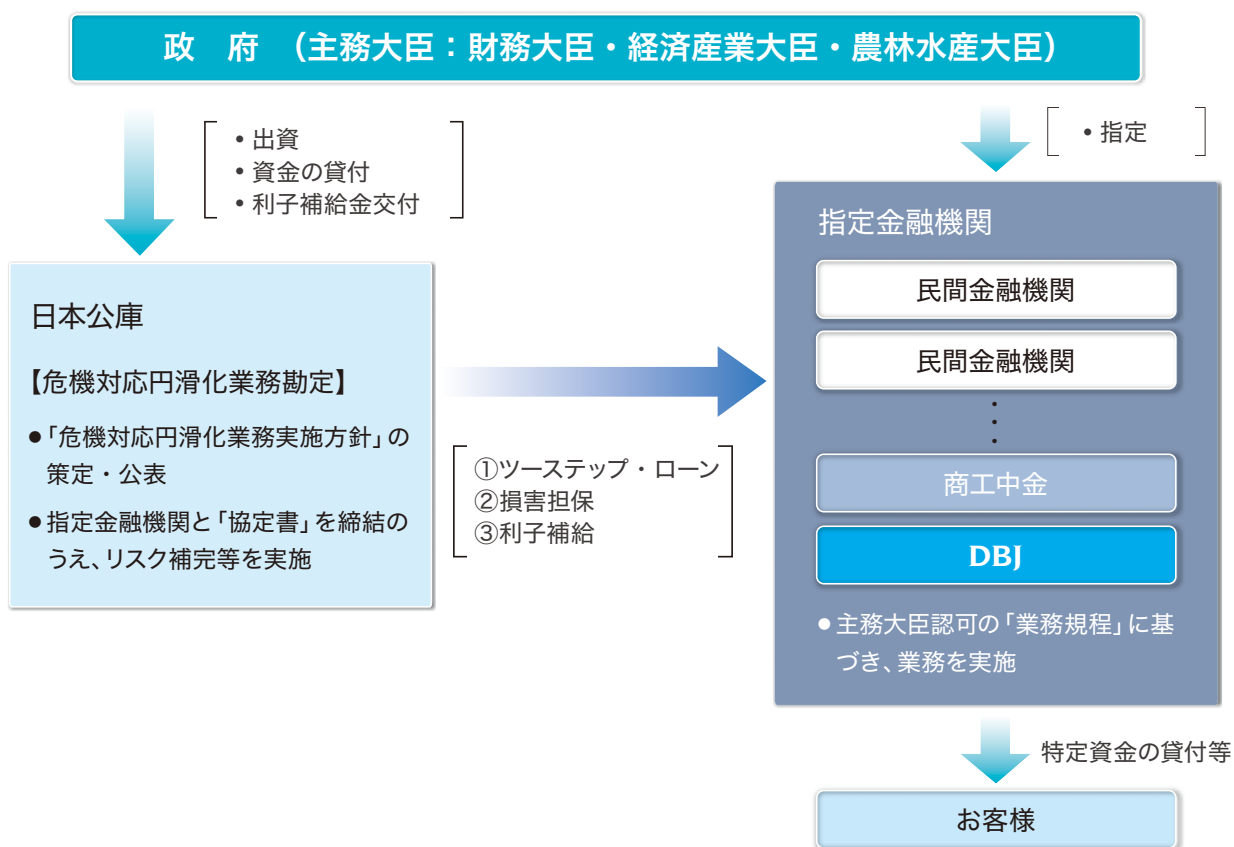 政　府　（主務大臣：財務大臣・経済産業大臣・農林水産大臣）
• 出資
• 資金の貸付
• 利子補給金交付
• 指定
日本公庫
【危機対応円滑化業務勘定】
●「危機対応円滑化業務実施方針」の
策定・公表
● 指定金融機関と「協定書」を締結の
うえ、リスク補完等を実施
①ツーステップ・ローン
②損害担保
③利子補給
指定金融機関
民間金融機関
民間金融機関
・
・
・
商工中金
DBJ
● 主務大臣認可の「業務規程」に基
づき、業務を実施
特定資金の貸付等
お客様